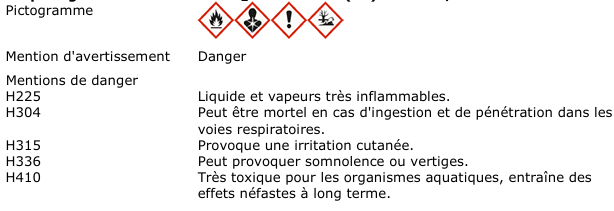 Pictogramme
Mention d'avertissement Danger
Mentions de danger
H225 Liquide et vapeurs très inflammables.
H304 Peut être mortel en cas d'ingestion et de pénétration dans les
voies respiratoires.
H315 Provoque une irritation cutanée.
H336 Peut provoquer somnolence ou vertiges.
H410 Très toxique pour les organismes aquatiques, entraîne des
effets néfastes à long terme.